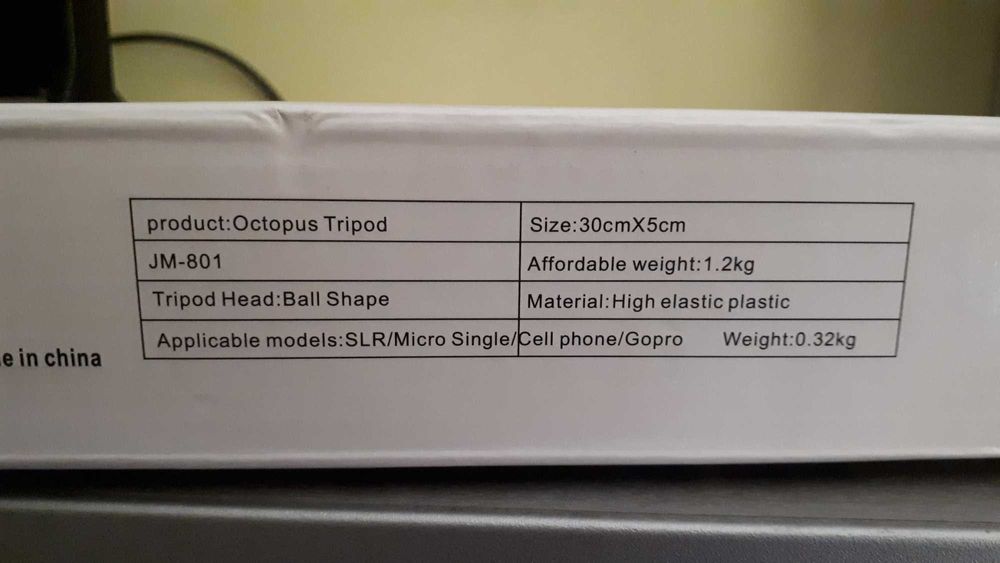 product:Octopus Tripod
Size:30cmX5cm
JM-801
Affordable weight:1.2kg
Tripod Head:Ball Shape
Material:High elastic plastic
Applicable models:SLR/Micro Single/Cell phone/Gopro
Weight:0.32kg
in china